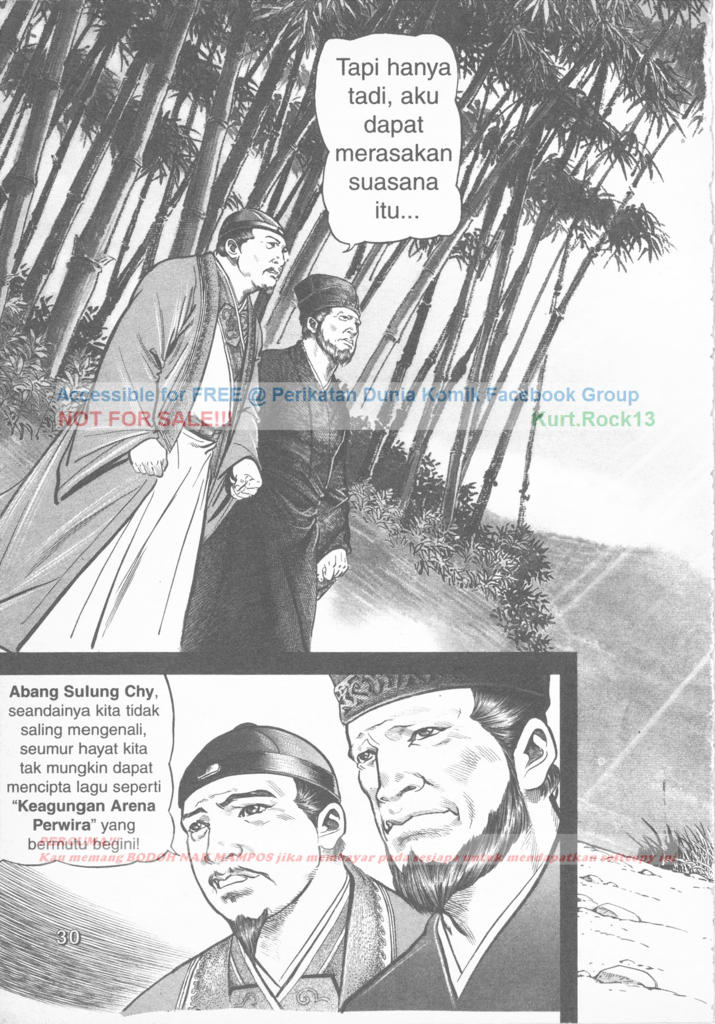 Tapi hanya
tadi, aku
dapat
merasakan
suasana
itu...
Accessible for FREE @ Perikatan Dunia Komik Facebook Group
NOT FOR SALE!!!
Kurt.Rock13
Abang Sulung Chy,
seandainya kita tidak
saling mengenali,
seumur hayat kita
tak mungkin dapat
mencipta lagu seperti
“Keagungan Arena
Perwira” yang
bermutu begini!
PERCUMA!!!
Kau memang BODOH NAK MAMPOS jika membayar pada sesiapa untuk mendapatkan softcopy ini
30